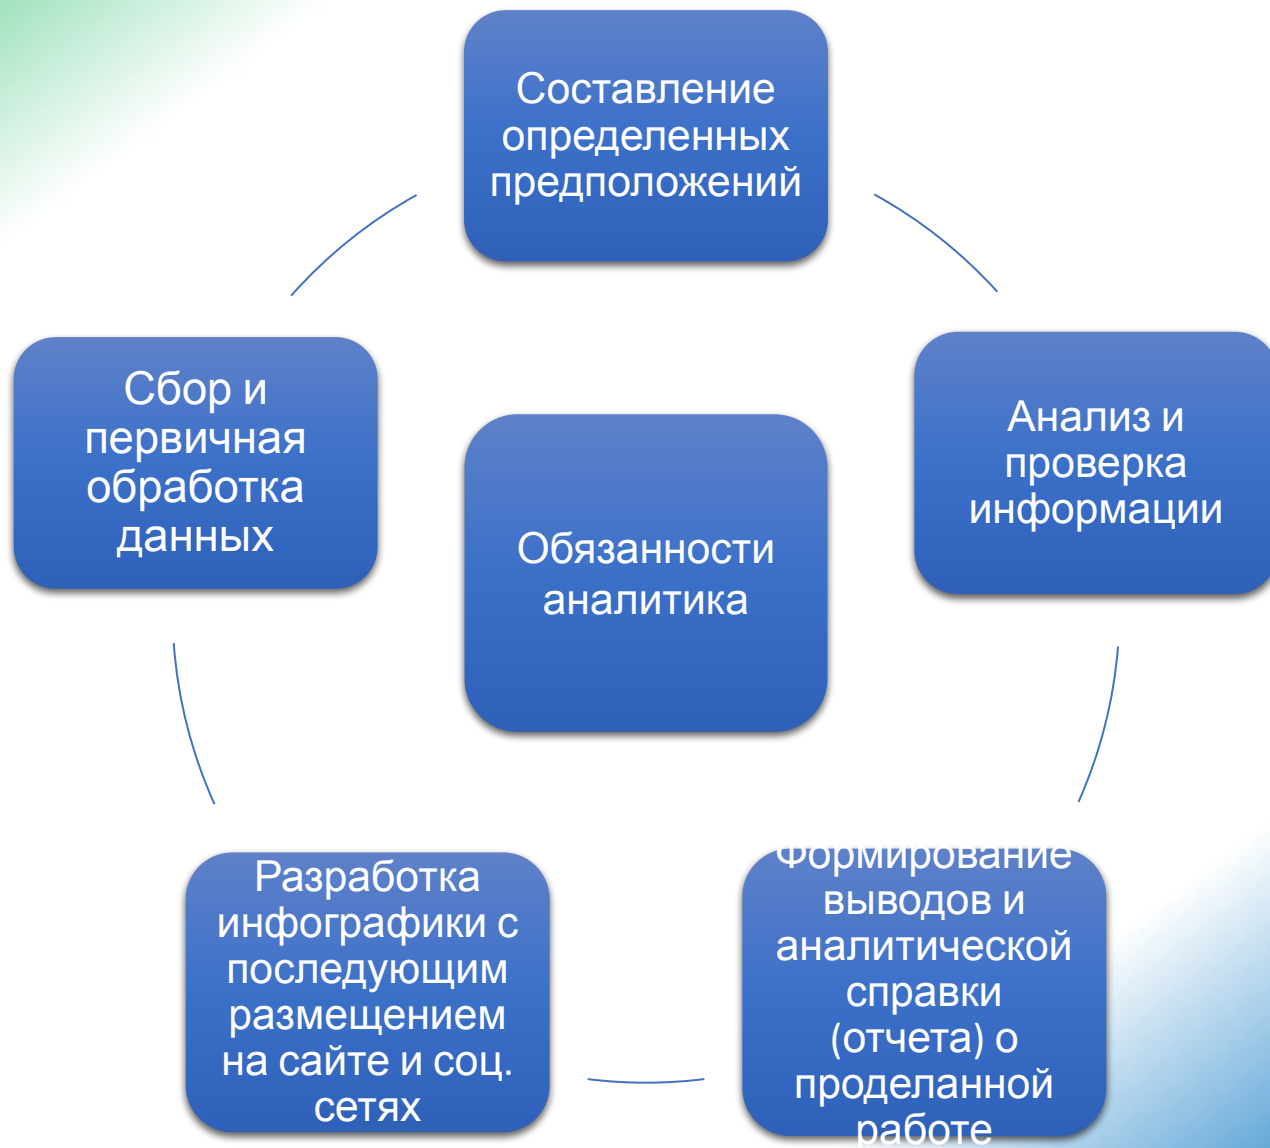 Составление
определенных
предположений
Сбор и
первичная
обработка
данных
Анализ и
проверка
информации
Обязанности
аналитика
Разработка
инфографики с
последующим
размещением
на сайте и соц.
сетях
Формирование
выводов и
аналитической
справки
(отчета) о
проделанной
работе